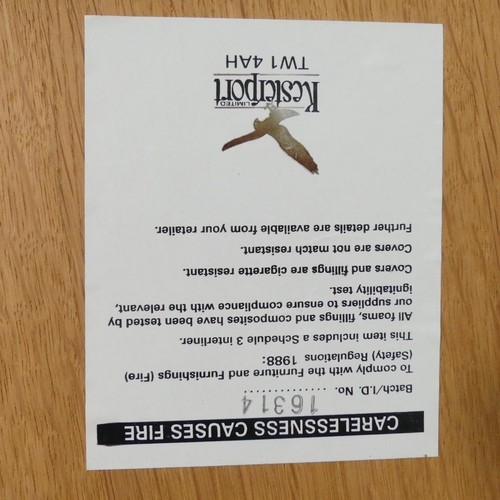 CARELESSNESS CAUSES FIRE
16314
Batch/I.D. No. ................
To comply with the Furniture and Furnishings (Fire)
(Safety) Regulations 1988:
This item includes a Schedule 3 interliner.
All, foams and fillings and composites have been tested by
our suppliers to ensure compliance with the relevant,
ignitability test.
Covers and fillings are cigarette resistant.
Covers are not match resistant.
Further details are available from your retailer.
Kesterport
LIMITED
TW1 4AH